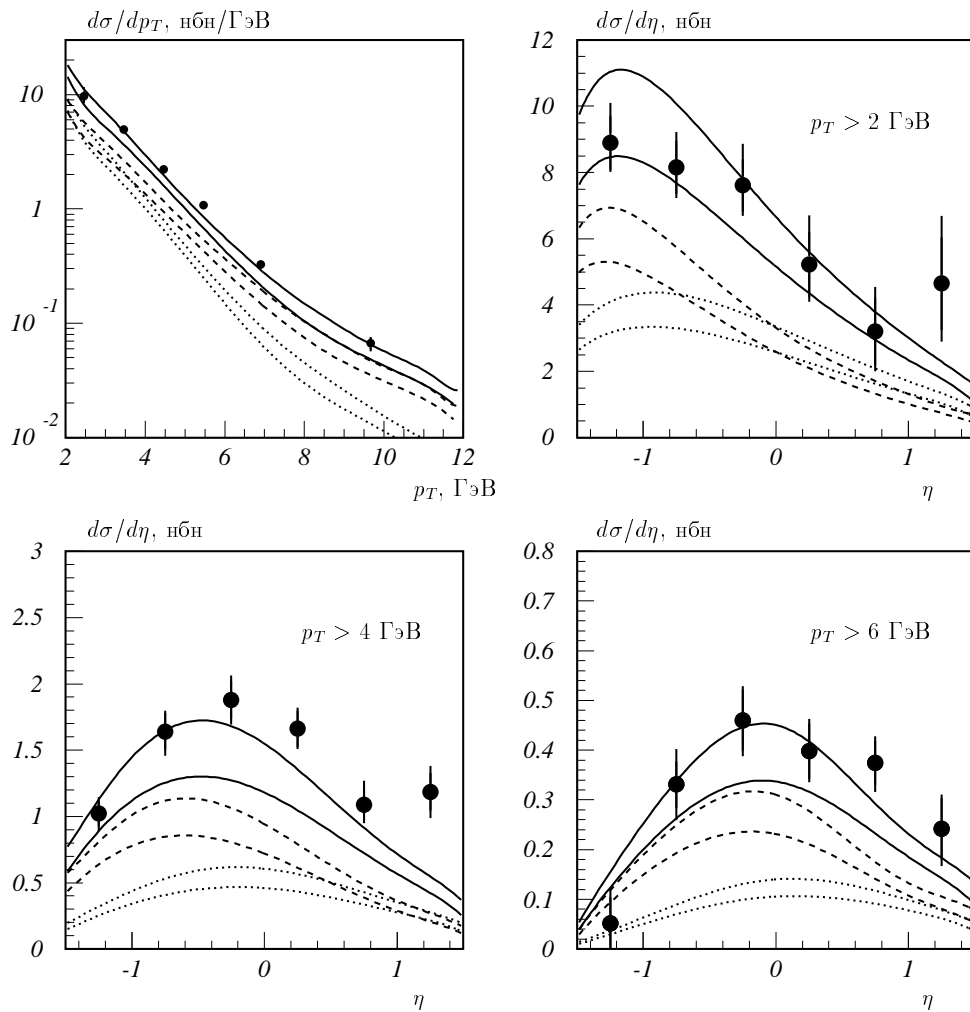 dσ/dp_T, нбн/ГэВ
10
1
10^-1
10^-2
2 4 6 8 10 12
p_T, ГэВ
dσ/dη, нбн
p_T > 2 ГэВ
12
10
8
6
4
2
0
-1 0 1
η
dσ/dη, нбн
p_T > 4 ГэВ
3
2.5
2
1.5
1
0.5
0
-1 0 1
η
dσ/dη, нбн
p_T > 6 ГэВ
0.8
0.7
0.6
0.5
0.4
0.3
0.2
0.1
0
-1 0 1
η